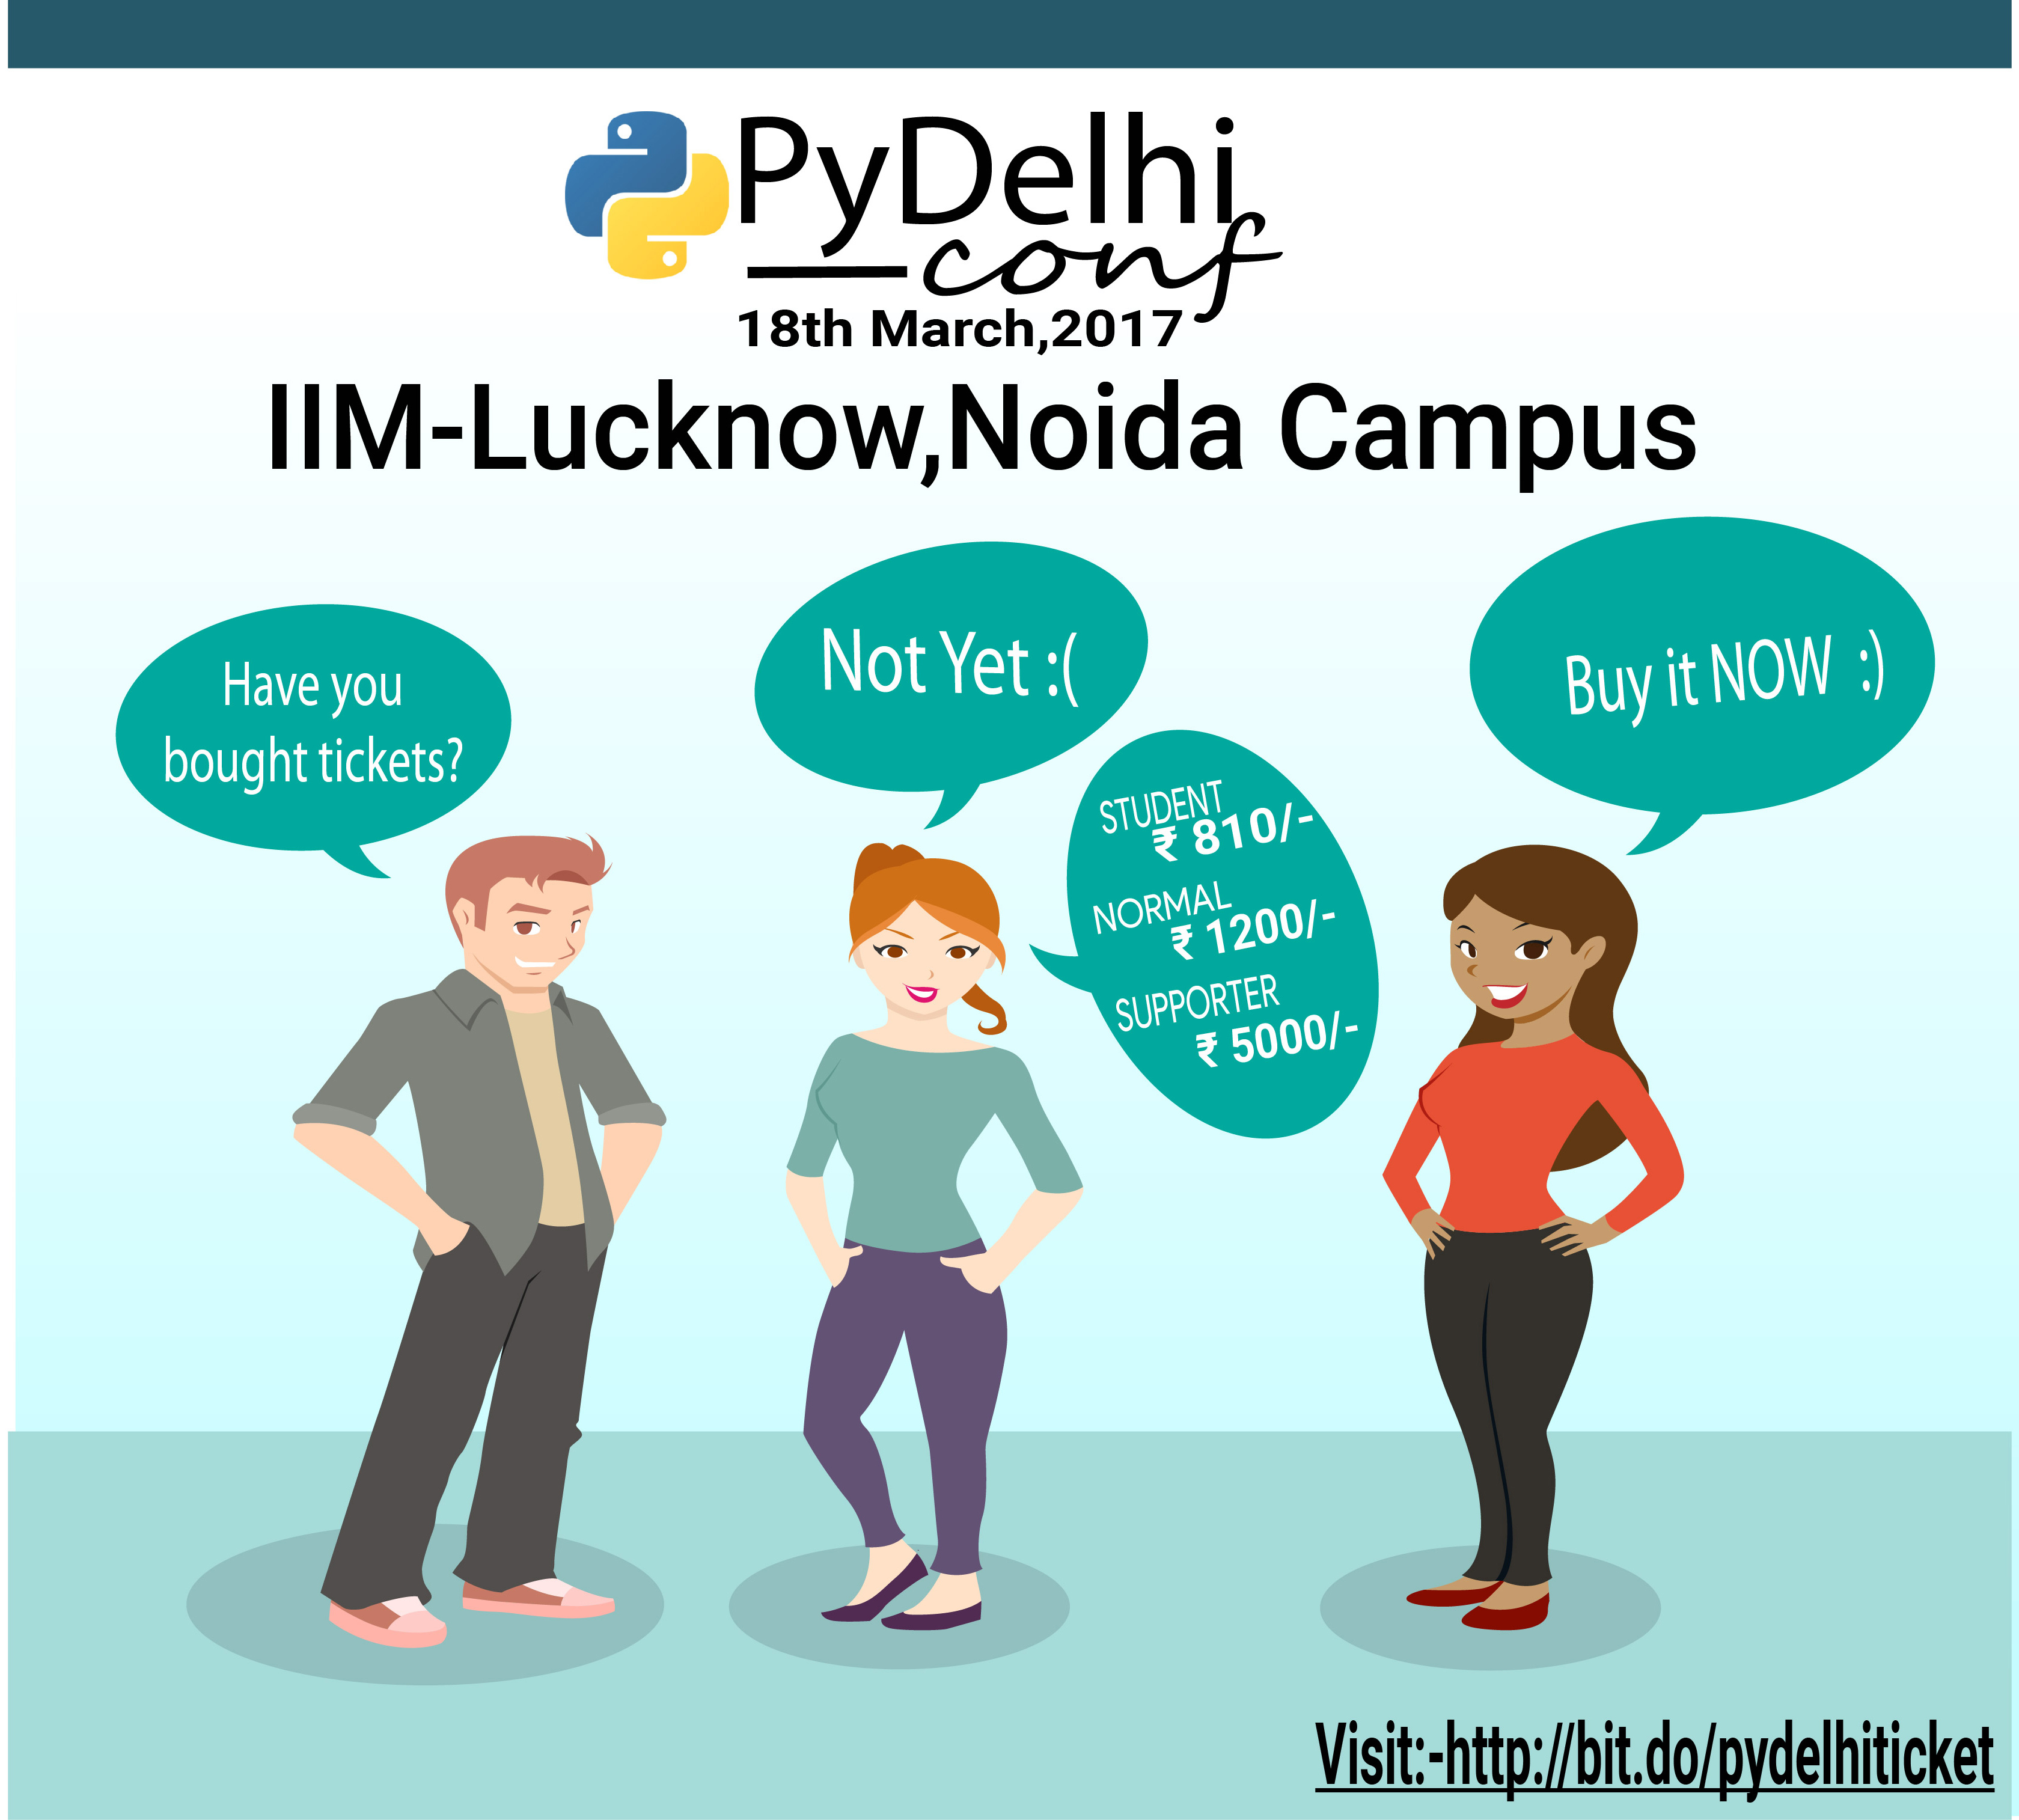 PyDelhi
conf
18th March,2017
IIM-Lucknow,Noida Campus
Have you
bought tickets?
Not Yet :(
STUDENT
₹ 810/-
NORMAL
₹ 1200/-
SUPPORTER
₹ 5000/-
Buy it NOW :)
Visit:-http://bit.do/pydelhiticket